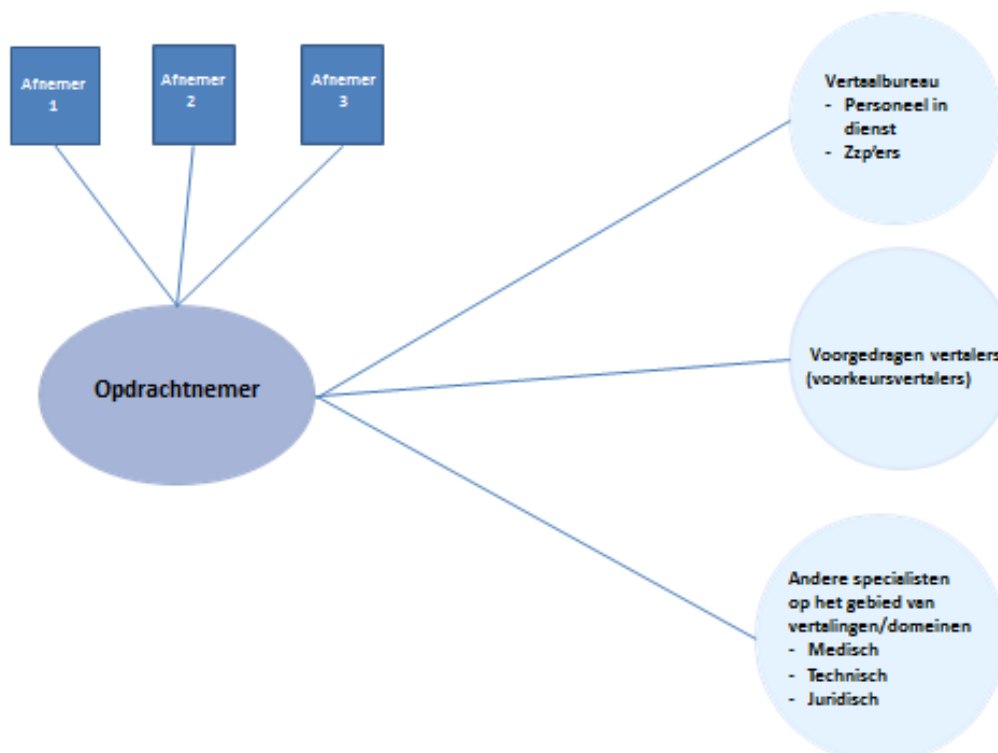 Afnemer
1
Afnemer
2
Afnemer
3
Vertaalbureau
- Personeel in
dienst
- Zzp'ers
Opdrachtnemer
Voorgedragen vertalers
(voorkeursvertalers)
Andere specialisten
op het gebied van
vertalingen/domeinen
- Medisch
- Technisch
- Juridisch